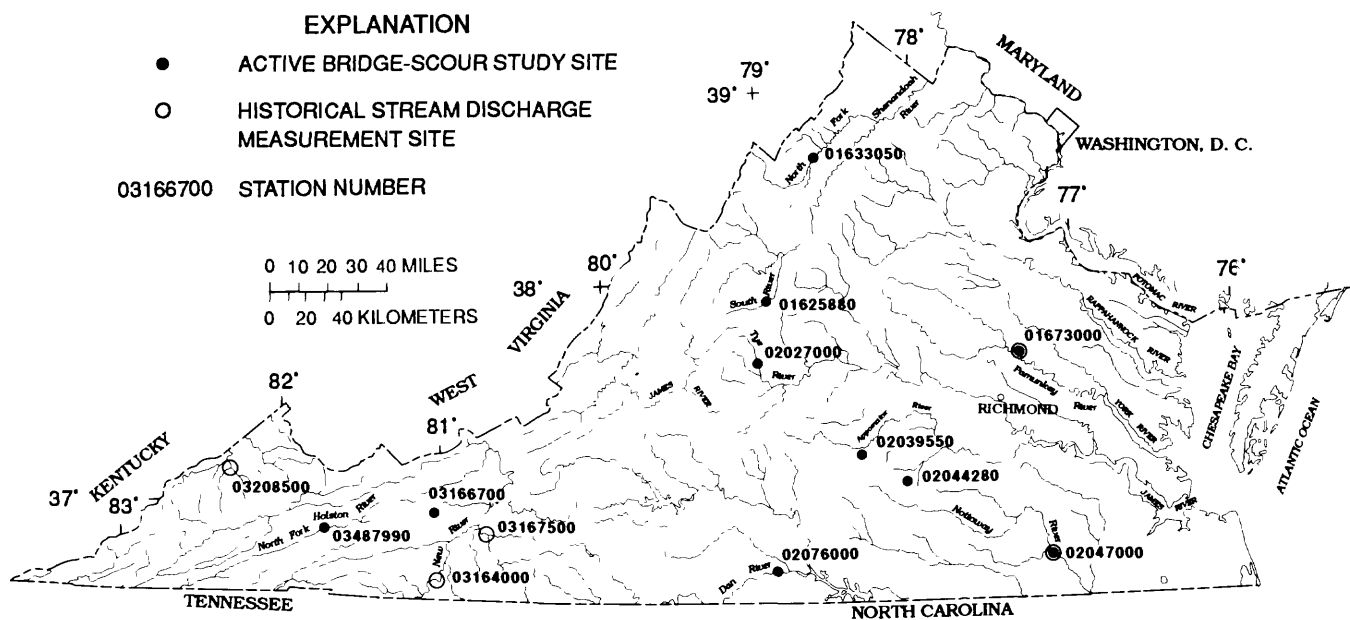 EXPLANATION
ACTIVE BRIDGE-SCOUR STUDY SITE
HISTORICAL STREAM DISCHARGE
MEASUREMENT SITE
03166700 STATION NUMBER
0 10 20 30 40 MILES
0 20 40 KILOMETERS
78°
79°
39°
MARYLAND
WASHINGTON, D. C.
North Fork Shenandoah River
01633050
77°
76°
80°
38°
South River
01625880
POTOMAC RIVER
RAPPAHANNOCK RIVER
WEST VIRGINIA
Tye River
02027000
01673000
Pamunkey River
YORK RIVER
CHESAPEAKE BAY
ATLANTIC OCEAN
JAMES RIVER
RICHMOND
82°
81°
Appomattox River
02039550
02044280
KENTUCKY
37°
83°
03208500
03166700
North Fork Holston River
03487990
New River
03167500
03164000
Nottoway River
02047000
JAMES RIVER
02076000
Dan River
TENNESSEE
NORTH CAROLINA